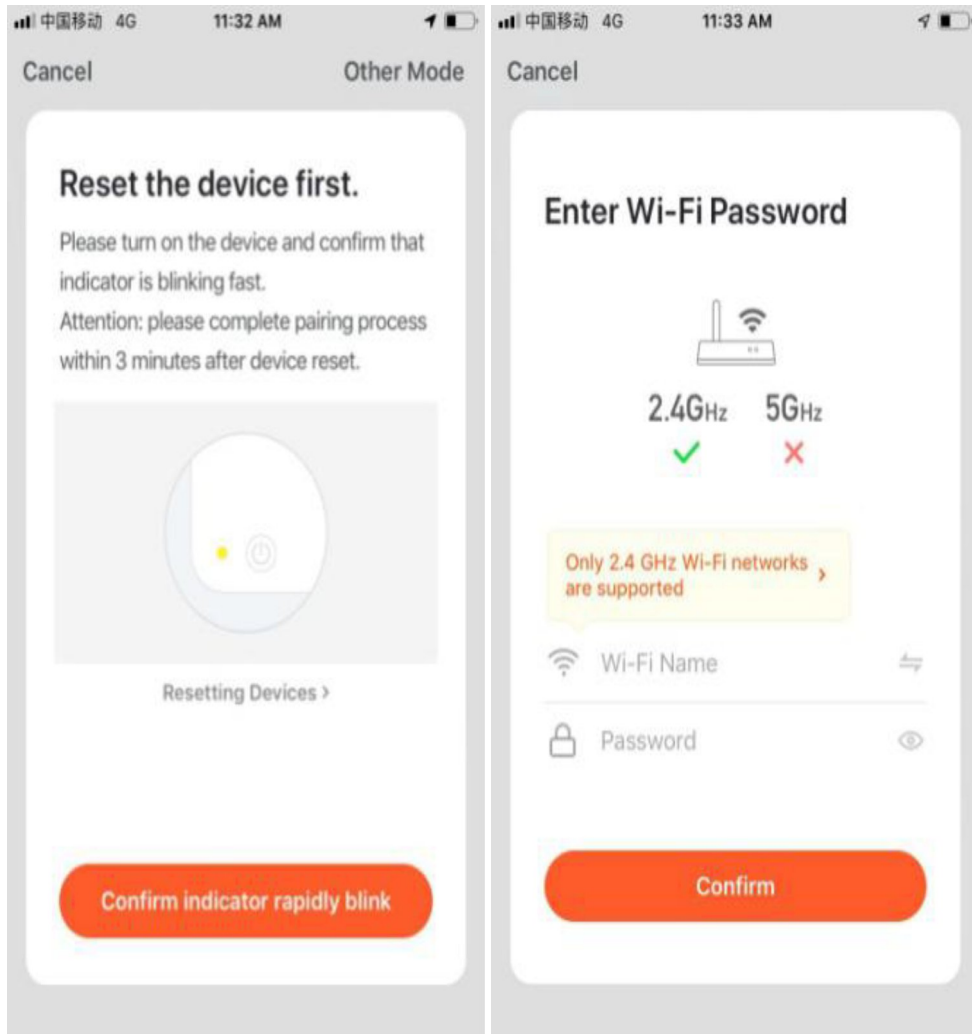 中国移动 4G 11:32 AM
Cancel Other Mode
Reset the device first.
Please turn on the device and confirm that
indicator is blinking fast.
Attention: please complete pairing process
within 3 minutes after device reset.
Resetting Devices >
Confirm indicator rapidly blink
中国移动 4G 11:33 AM
Cancel
Enter Wi-Fi Password
2.4GHz 5GHz
Only 2.4 GHz Wi-Fi networks
are supported >
Wi-Fi Name
Password
Confirm